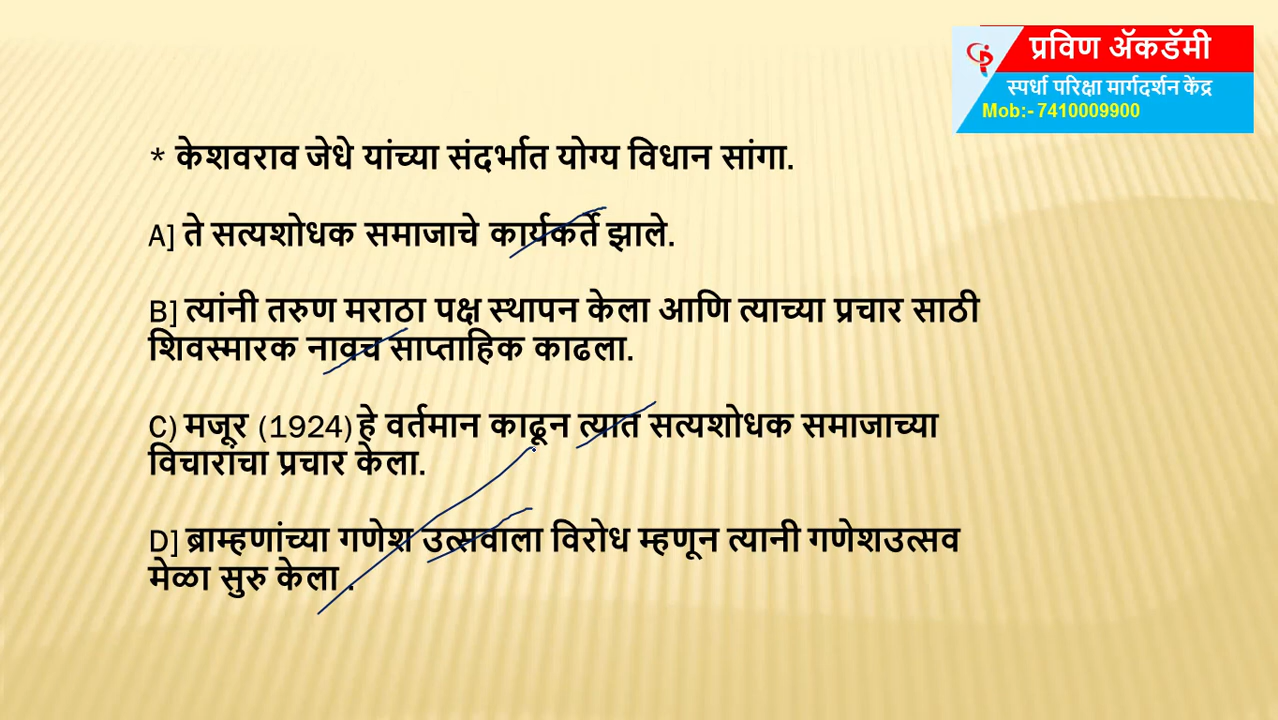 प्रविण ॲकडॅमी
स्पर्धा परिक्षा मार्गदर्शन केंद्र
Mob:- 7410009900
* केशवराव जेधे यांच्या संदर्भात योग्य विधान सांगा.
A] ते सत्यशोधक समाजाचे कार्यकर्ते झाले.
B] त्यांनी तरुण मराठा पक्ष स्थापन केला आणि त्याच्या प्रचार साठी
शिवस्मारक नावच साप्ताहिक काढला.
C) मजूर (1924) हे वर्तमान काढून त्यात सत्यशोधक समाजाच्या
विचारांचा प्रचार केला.
D] ब्राम्हणांच्या गणेश उत्सवाला विरोध म्हणून त्यानी गणेशउत्सव
मेळा सुरु केला .